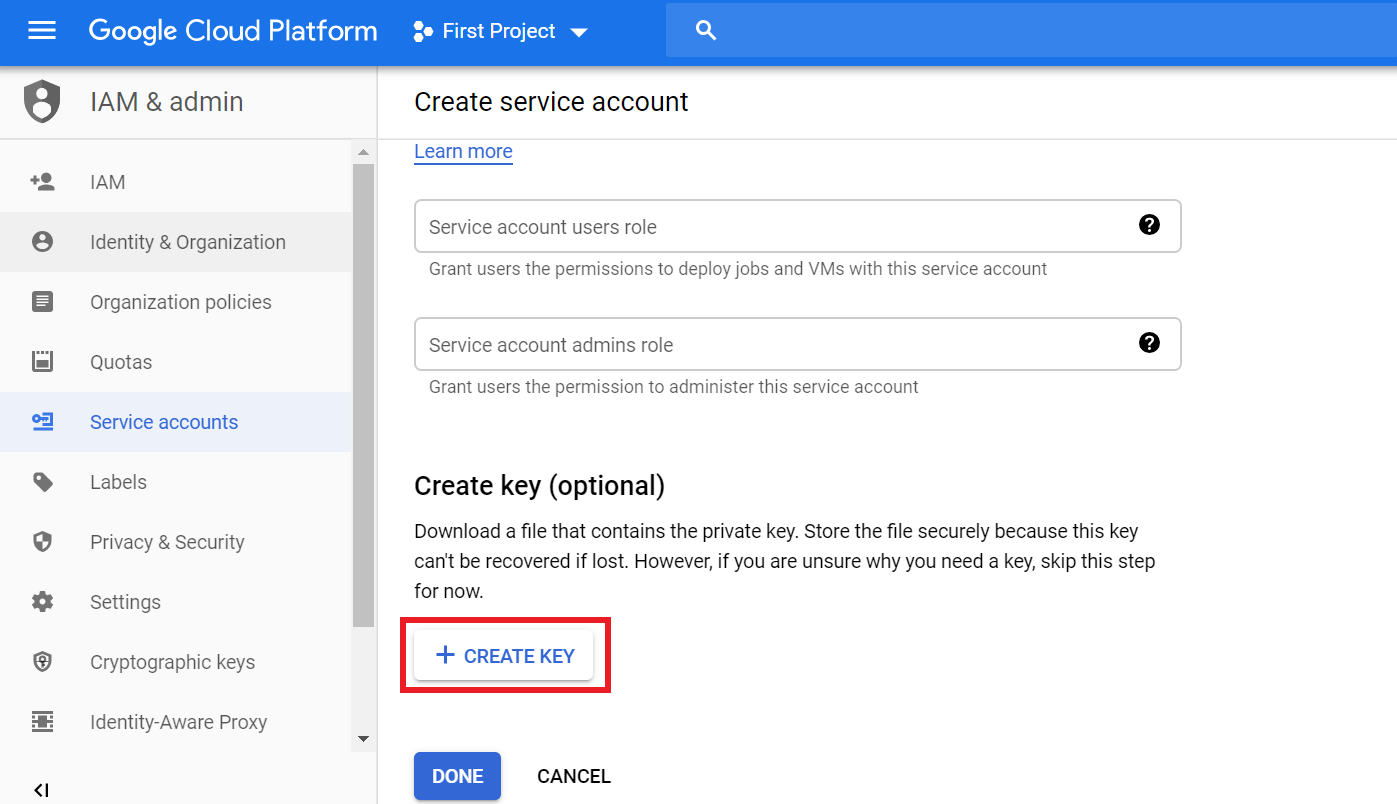 Google Cloud Platform
First Project
IAM & admin
Create service account
IAM
Identity & Organization
Organization policies
Quotas
Service accounts
Labels
Privacy & Security
Settings
Cryptographic keys
Identity-Aware Proxy
Learn more
Service account users role
Grant users the permissions to deploy jobs and VMs with this service account
Service account admins role
Grant users the permission to administer this service account
Create key (optional)
Download a file that contains the private key. Store the file securely because this key
can't be recovered if lost. However, if you are unsure why you need a key, skip this step
for now.
+ CREATE KEY
DONE
CANCEL